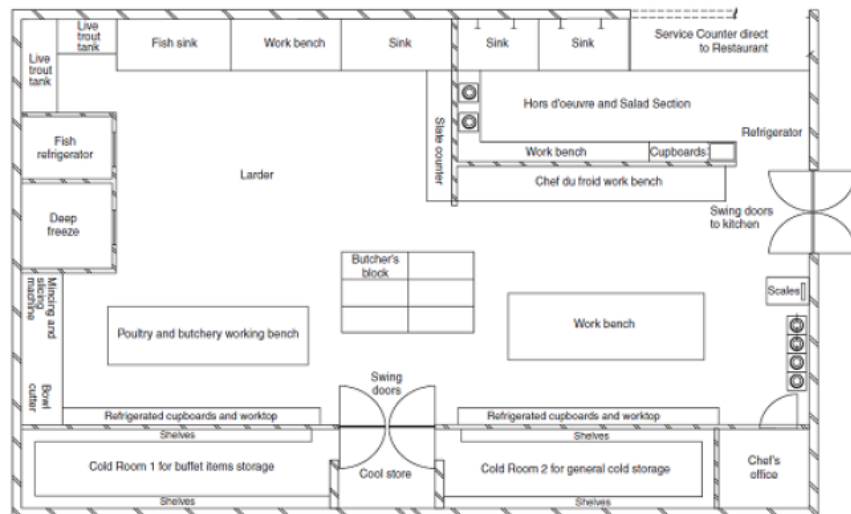 Live
trout
tank
Fish sink
Work bench
Sink
Sink
Sink
Service Counter direct
to Restaurant
Live
trout
tank
Hors d'oeuvre and Salad Section
Slate counter
Refrigerator
Fish
refrigerator
Work bench
Cupboards
Larder
Chef du froid work bench
Deep
freeze
Swing doors
to kitchen
Butcher's
block
Mincing and
slicing
machine
Scales
Poultry and butchery working bench
Work bench
Bowl
cutter
Swing
doors
Refrigerated cupboards and worktop
Refrigerated cupboards and worktop
Shelves
Shelves
Cold Room 1 for buffet items storage
Cool store
Cold Room 2 for general cold storage
Chef's
office
Shelves
Shelves